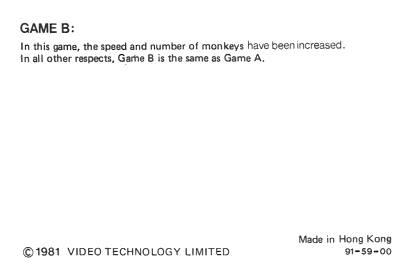 GAME B:
In this game, the speed and number of monkeys have been increased.
In all other respects, Game B is the same as Game A.
Made in Hong Kong
© 1981 VIDEO TECHNOLOGY LIMITED 91-59-00